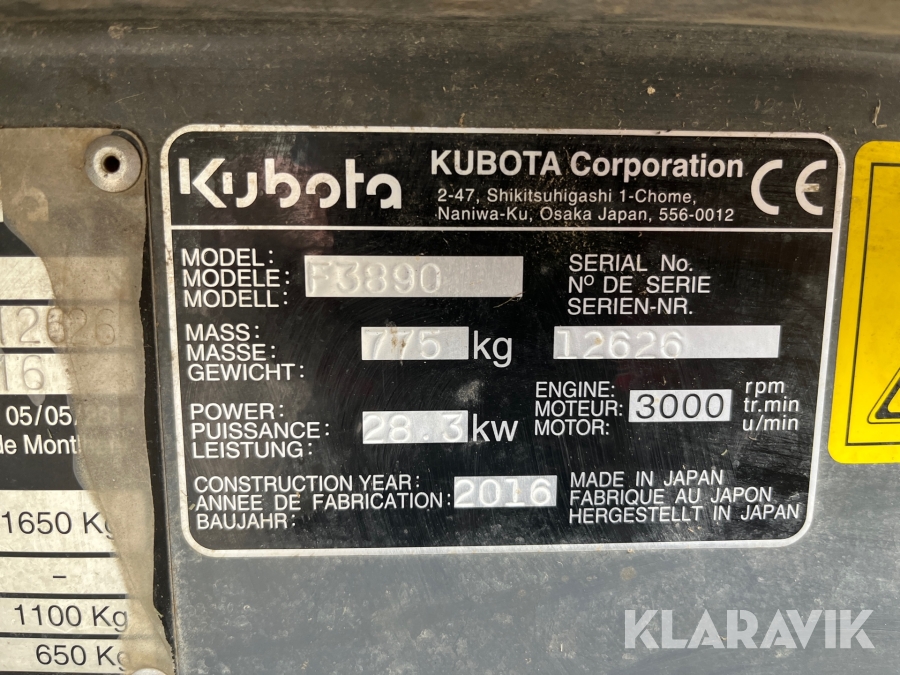 Kubota
KUBOTA Corporation
2-47, Shikitsuhigashi 1-Chome,
Naniwa-Ku, Osaka Japan, 556-0012
CE
MODEL:
MODELE:
MODELL:
F3890
SERIAL No.
Nº DE SERIE
SERIEN-NR.
12626
MASS:
MASSE:
GEWICHT:
775 kg
POWER:
PUISSANCE:
LEISTUNG:
28.3 kw
ENGINE:
MOTEUR:
MOTOR:
3000
rpm
tr.min
u/min
CONSTRUCTION YEAR:
ANNEE DE FABRICATION:
BAUJAHR:
2016
MADE IN JAPAN
FABRIQUE AU JAPON
HERGESTELLT IN JAPAN
12626
16
05/05/
de Mont
1650 Kg
-
1100 Kg
650 Kg
KLARAVIK